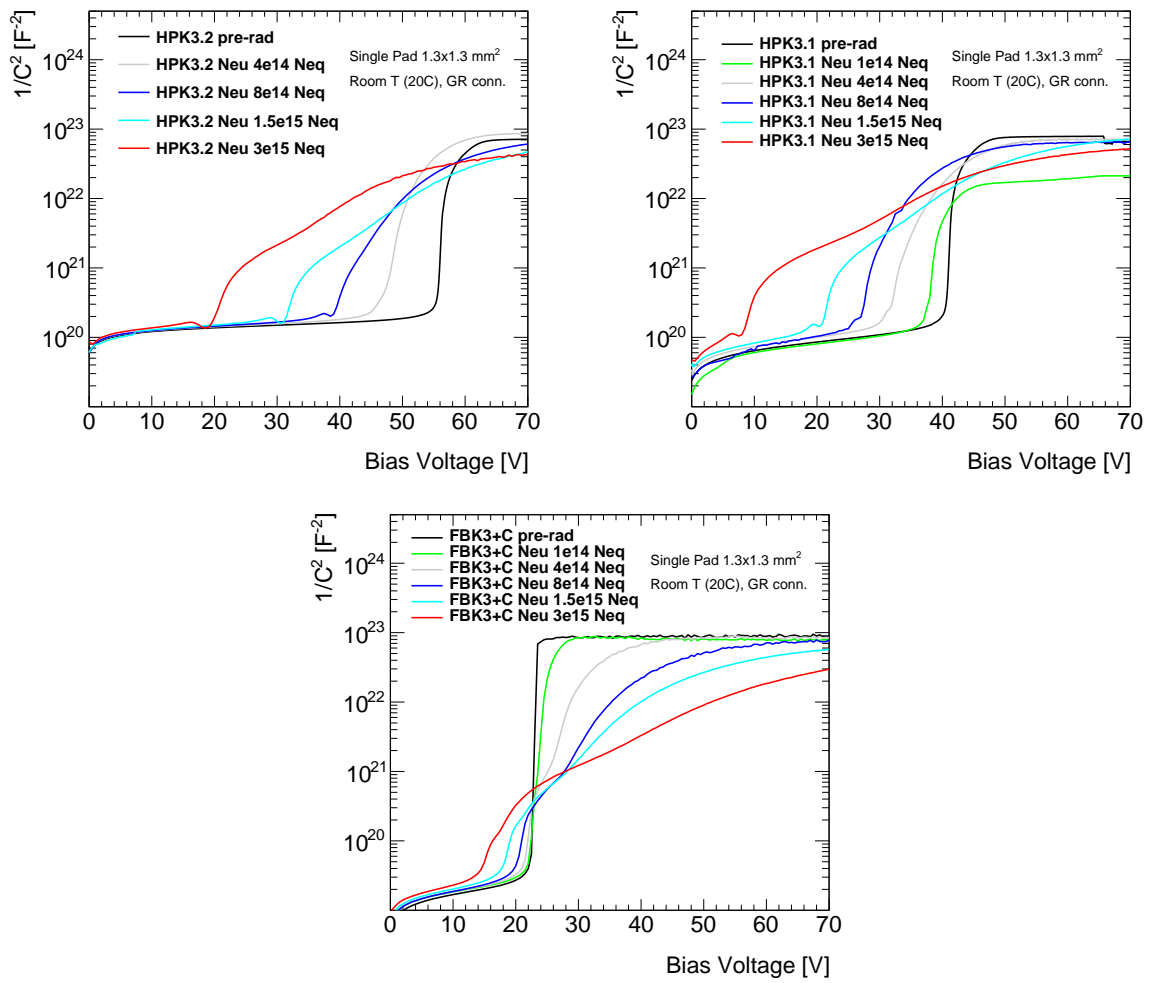 1/C² [F⁻²]
10²⁴
10²³
10²²
10²¹
10²⁰
HPK3.2 pre-rad
HPK3.2 Neu 4e14 Neq
HPK3.2 Neu 8e14 Neq
HPK3.2 Neu 1.5e15 Neq
HPK3.2 Neu 3e15 Neq
Single Pad 1.3x1.3 mm²
Room T (20C), GR conn.
0 10 20 30 40 50 60 70
Bias Voltage [V]
1/C² [F⁻²]
10²⁴
10²³
10²²
10²¹
10²⁰
HPK3.1 pre-rad
HPK3.1 Neu 1e14 Neq
HPK3.1 Neu 4e14 Neq
HPK3.1 Neu 8e14 Neq
HPK3.1 Neu 1.5e15 Neq
HPK3.1 Neu 3e15 Neq
Single Pad 1.3x1.3 mm²
Room T (20C), GR conn.
0 10 20 30 40 50 60 70
Bias Voltage [V]
1/C² [F⁻²]
10²⁴
10²³
10²²
10²¹
10²⁰
FBK3+C pre-rad
FBK3+C Neu 1e14 Neq
FBK3+C Neu 4e14 Neq
FBK3+C Neu 8e14 Neq
FBK3+C Neu 1.5e15 Neq
FBK3+C Neu 3e15 Neq
Single Pad 1.3x1.3 mm²
Room T (20C), GR conn.
0 10 20 30 40 50 60 70
Bias Voltage [V]